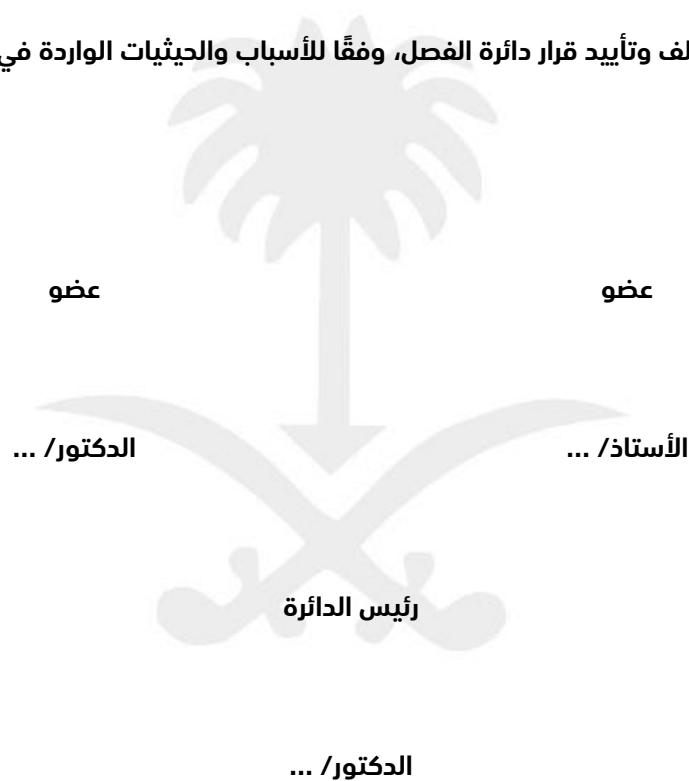 لف وتأييد قرار دائرة الفصل، وفقًا للأسباب والحيثيات الواردة في
عضو عضو
الأستاذ/ ... الدكتور/ ...
رئيس الدائرة
الدكتور/ ...